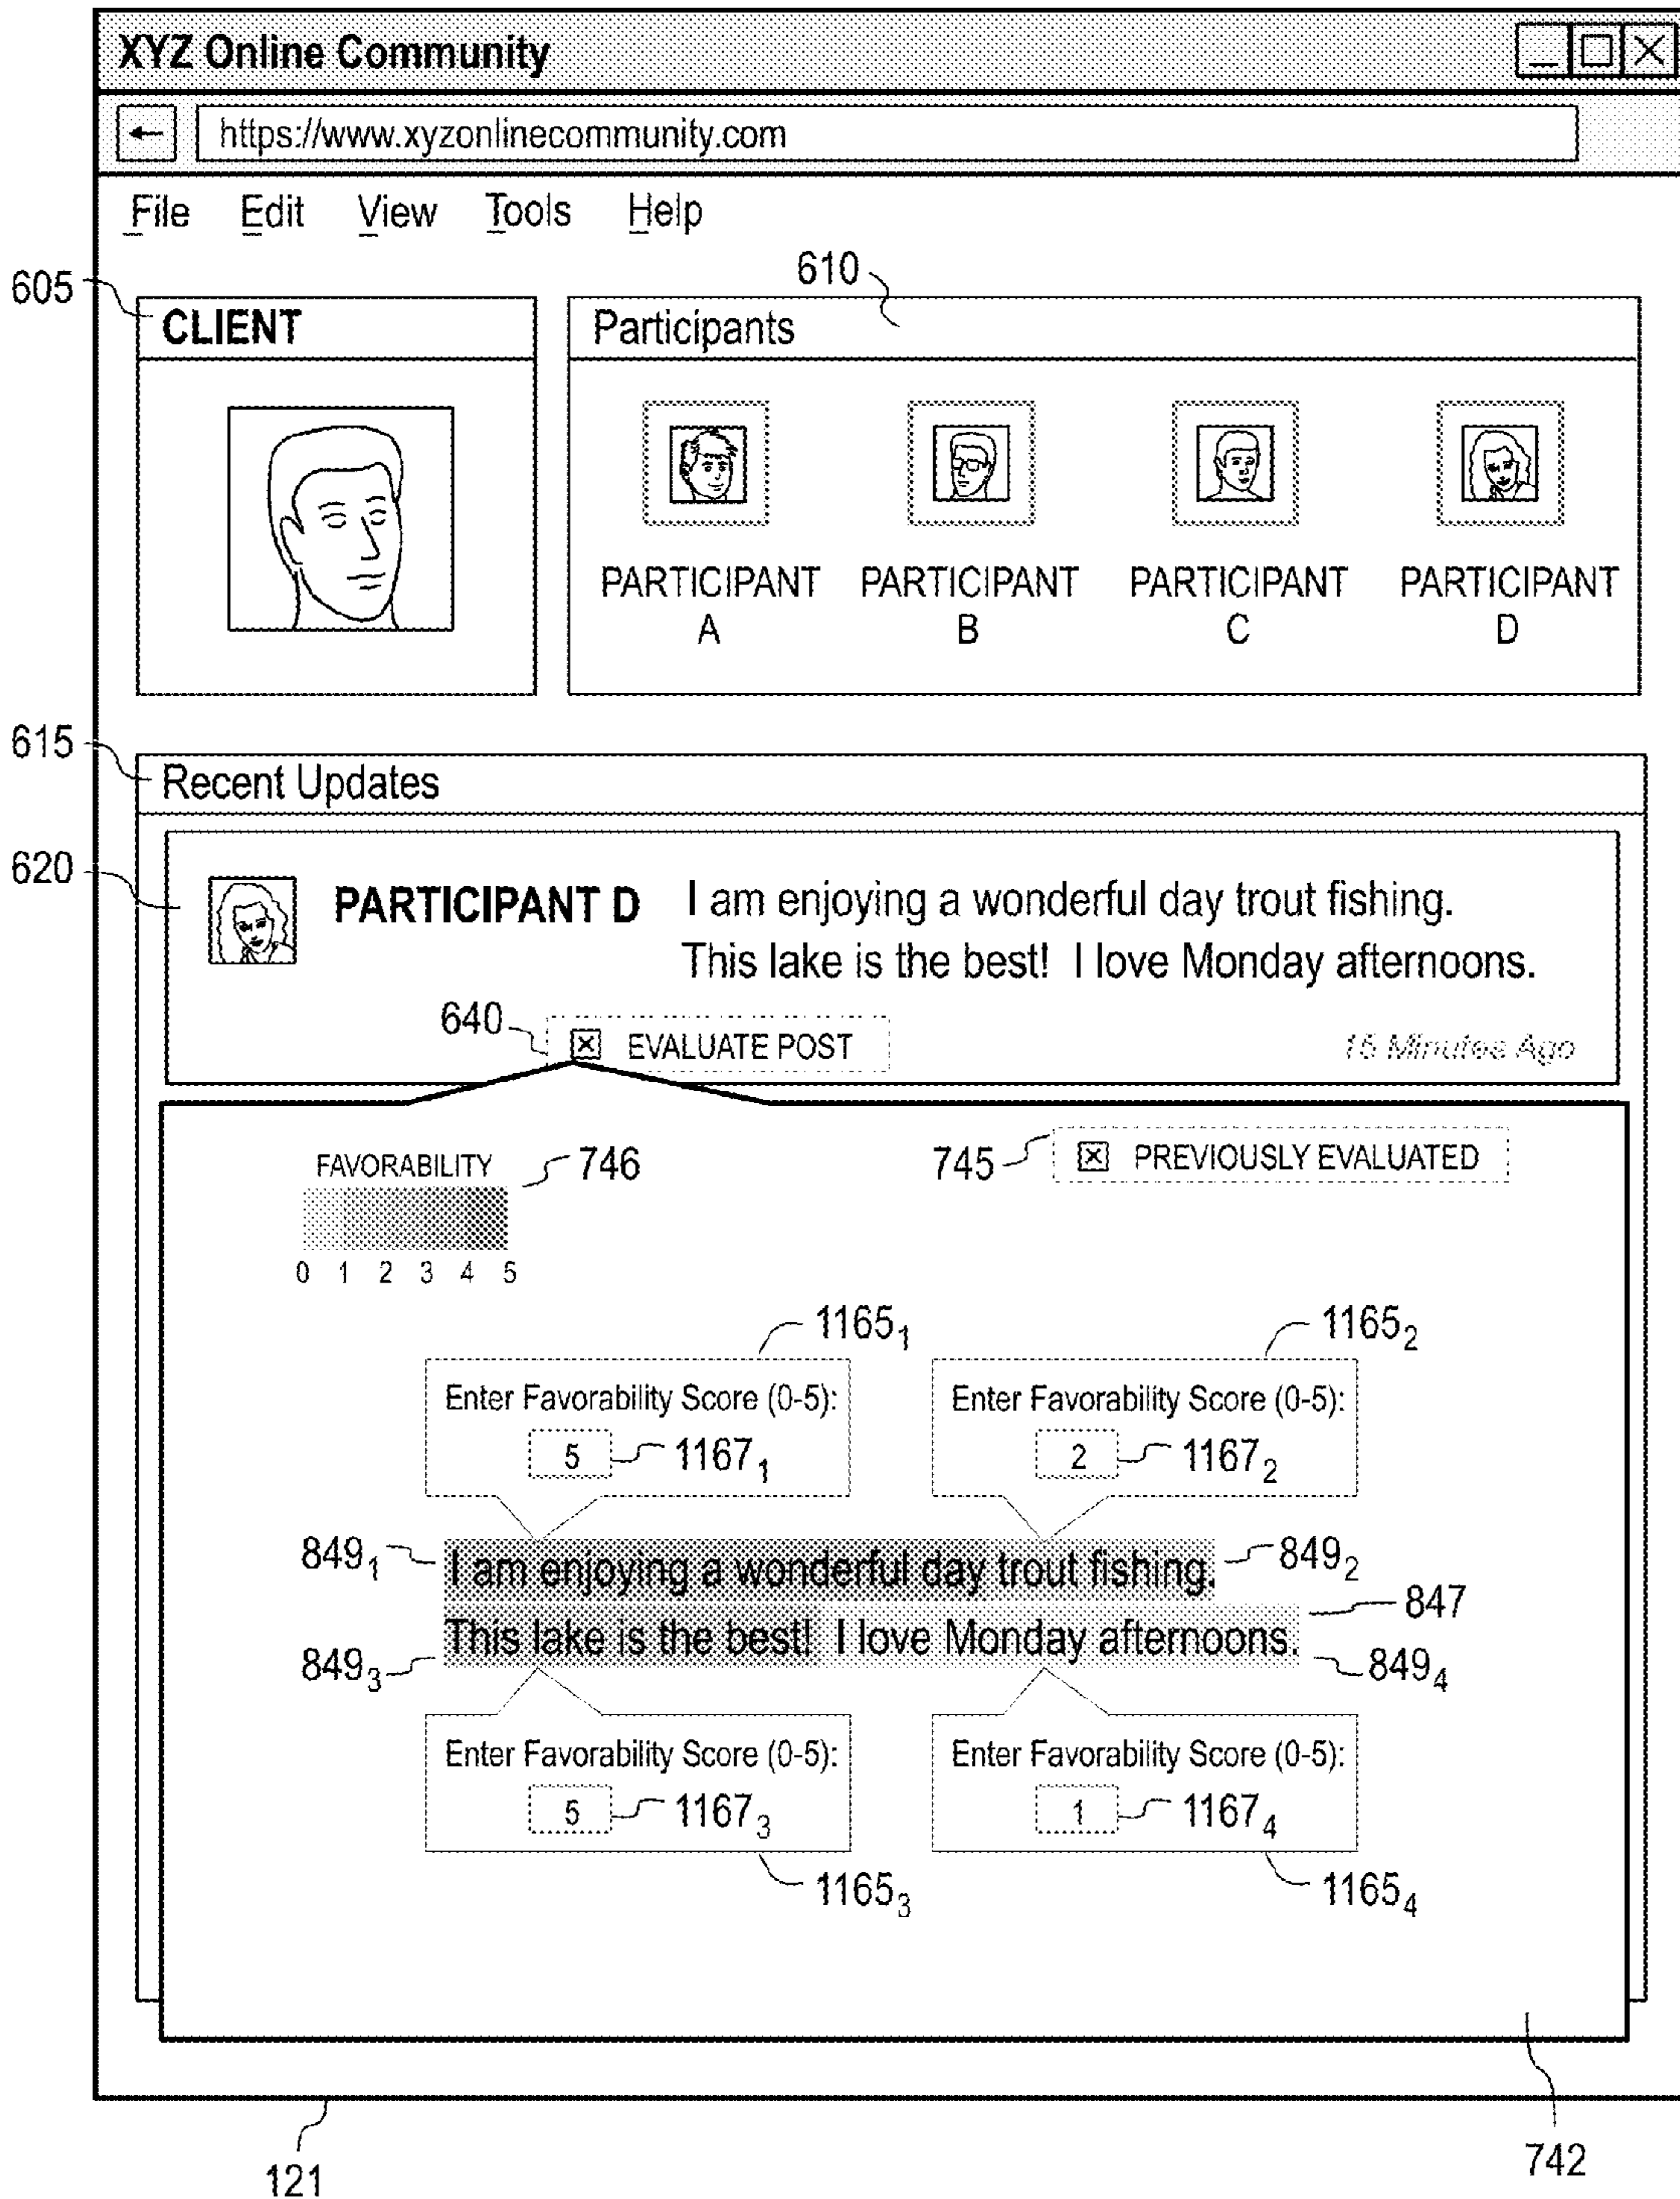 XYZ Online Community
https://www.xyzonlinecommunity.com
File Edit View Tools Help
605
610
CLIENT
Participants
PARTICIPANT A
PARTICIPANT B
PARTICIPANT C
PARTICIPANT D
615
Recent Updates
620
PARTICIPANT D I am enjoying a wonderful day trout fishing.
This lake is the best! I love Monday afternoons.
640
EVALUATE POST
15 Minutes Ago
FAVORABILITY
746
745
PREVIOUSLY EVALUATED
0 1 2 3 4 5
1165₁
1165₂
Enter Favorability Score (0-5):
5
1167₁
Enter Favorability Score (0-5):
2
1167₂
849₁
I am enjoying a wonderful day trout fishing.
849₂
847
This lake is the best! I love Monday afternoons.
849₃
849₄
Enter Favorability Score (0-5):
5
1167₃
Enter Favorability Score (0-5):
1
1167₄
1165₃
1165₄
121
742